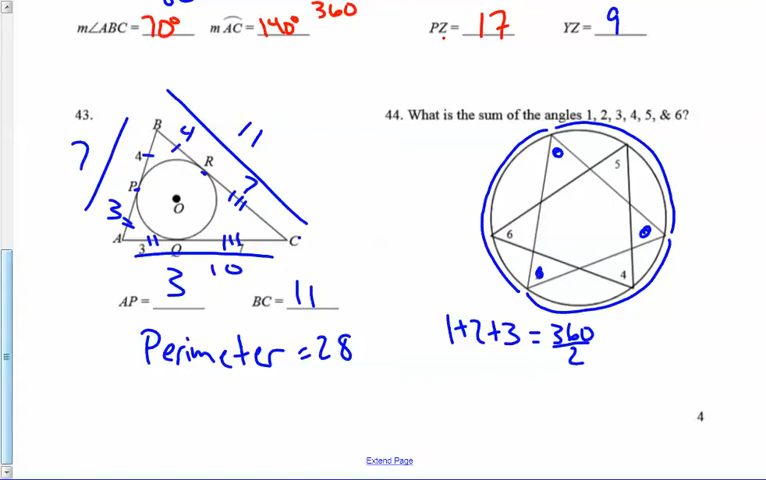 360
m∠ABC = 70° m AC = 140° PZ = 17 YZ = 9
43.
44. What is the sum of the angles 1, 2, 3, 4, 5, & 6?
B
4
11
7
4
R
5
P
7
O
3
6
A
C
3
Q
7
4
3
10
AP = 3 BC = 11
1+2+3 = 360/2
Perimeter = 28
4
Extend Page